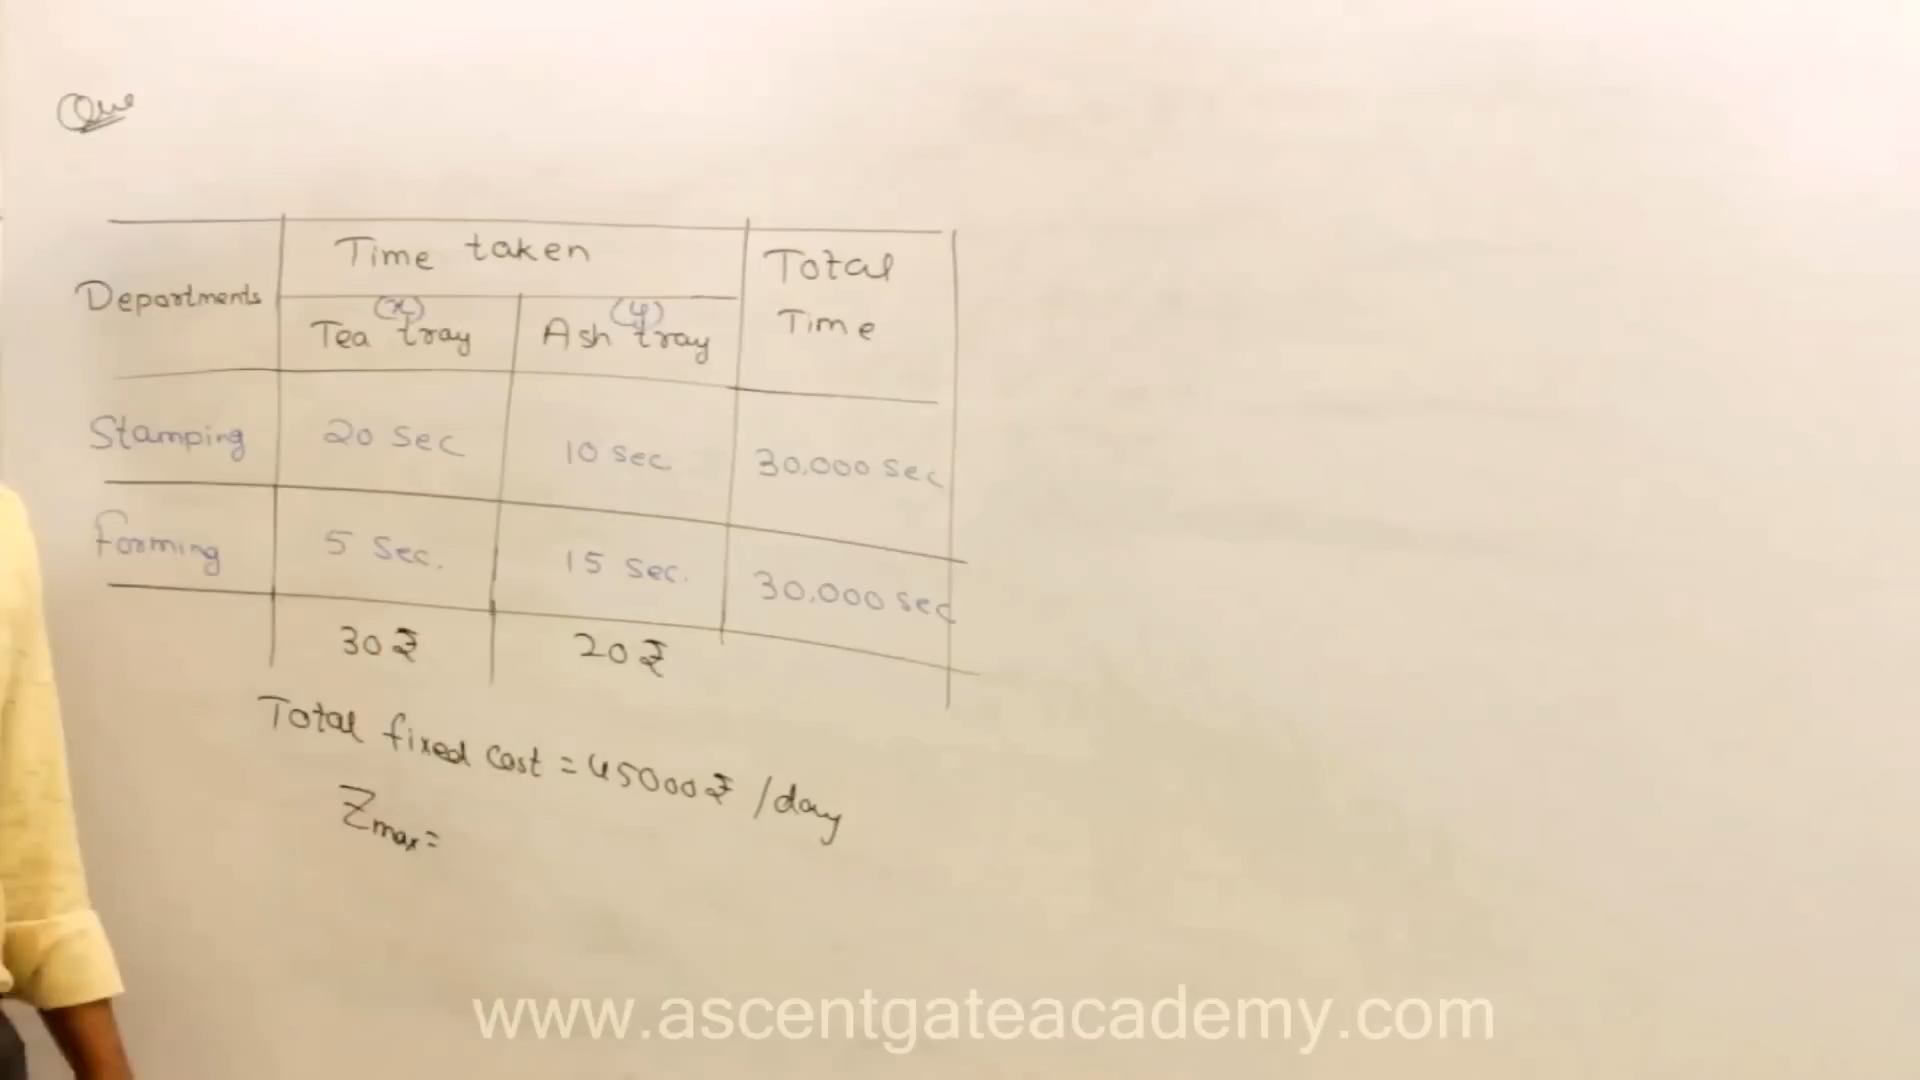 Que
Departments
Time taken
Total
Time
(x)
Tea tray
(y)
Ash tray
Stamping 20 Sec 10 sec 30,000 sec
Forming 5 Sec. 15 sec. 30,000 sec
30 ₹ 20 ₹
Total fixed cost = 45000 ₹ /day
Zmax =
www.ascentgateacademy.com